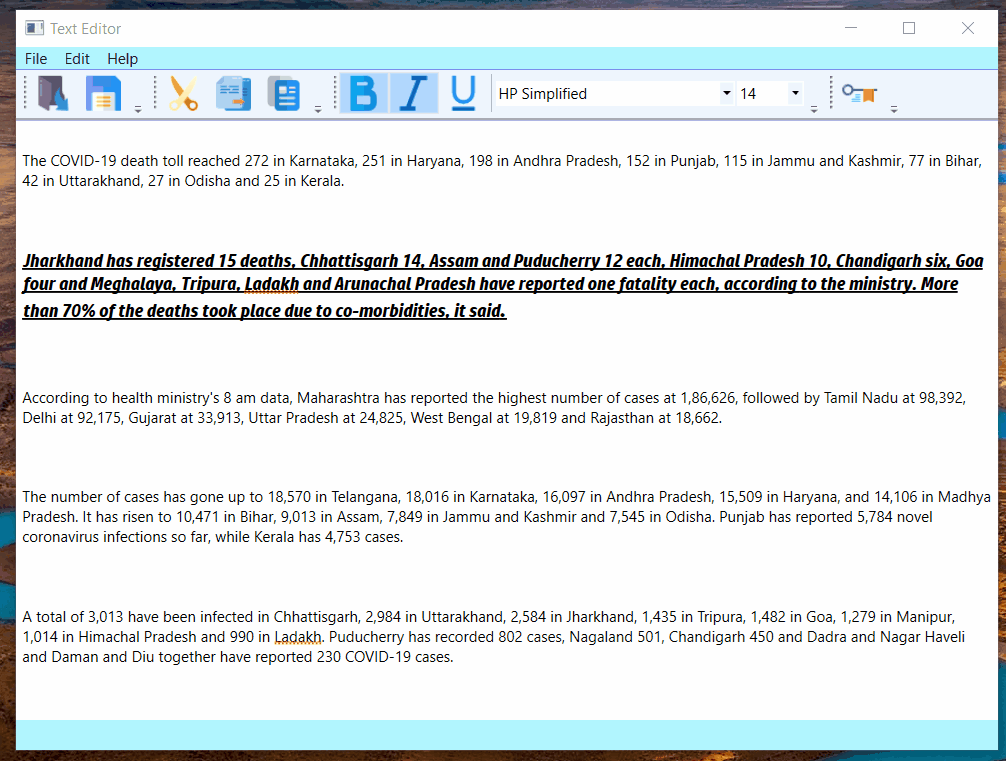 Text Editor
File Edit Help
B I U HP Simplified 14
The COVID-19 death toll reached 272 in Karnataka, 251 in Haryana, 198 in Andhra Pradesh, 152 in Punjab, 115 in Jammu and Kashmir, 77 in Bihar,
42 in Uttarakhand, 27 in Odisha and 25 in Kerala.
Jharkhand has registered 15 deaths, Chhattisgarh 14, Assam and Puducherry 12 each, Himachal Pradesh 10, Chandigarh six, Goa
four and Meghalaya, Tripura, Ladakh and Arunachal Pradesh have reported one fatality each, according to the ministry. More
than 70% of the deaths took place due to co-morbidities, it said.
According to health ministry's 8 am data, Maharashtra has reported the highest number of cases at 1,86,626, followed by Tamil Nadu at 98,392,
Delhi at 92,175, Gujarat at 33,913, Uttar Pradesh at 24,825, West Bengal at 19,819 and Rajasthan at 18,662.
The number of cases has gone up to 18,570 in Telangana, 18,016 in Karnataka, 16,097 in Andhra Pradesh, 15,509 in Haryana, and 14,106 in Madhya
Pradesh. It has risen to 10,471 in Bihar, 9,013 in Assam, 7,849 in Jammu and Kashmir and 7,545 in Odisha. Punjab has reported 5,784 novel
coronavirus infections so far, while Kerala has 4,753 cases.
A total of 3,013 have been infected in Chhattisgarh, 2,984 in Uttarakhand, 2,584 in Jharkhand, 1,435 in Tripura, 1,482 in Goa, 1,279 in Manipur,
1,014 in Himachal Pradesh and 990 in Ladakh. Puducherry has recorded 802 cases, Nagaland 501, Chandigarh 450 and Dadra and Nagar Haveli
and Daman and Diu together have reported 230 COVID-19 cases.